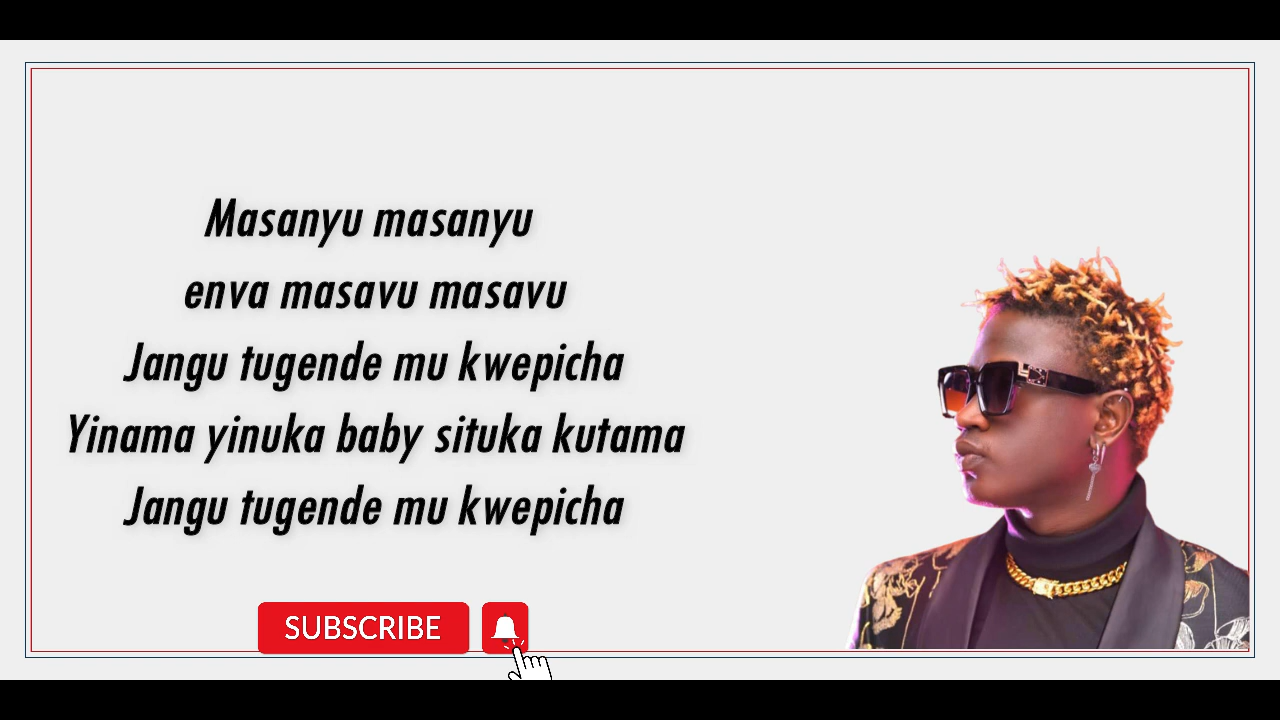 Masanyu masanyu
enva masavu masavu
Jangu tugende mu kwepicha
Yinama yinuka baby situka kutama
Jangu tugende mu kwepicha
SUBSCRIBE